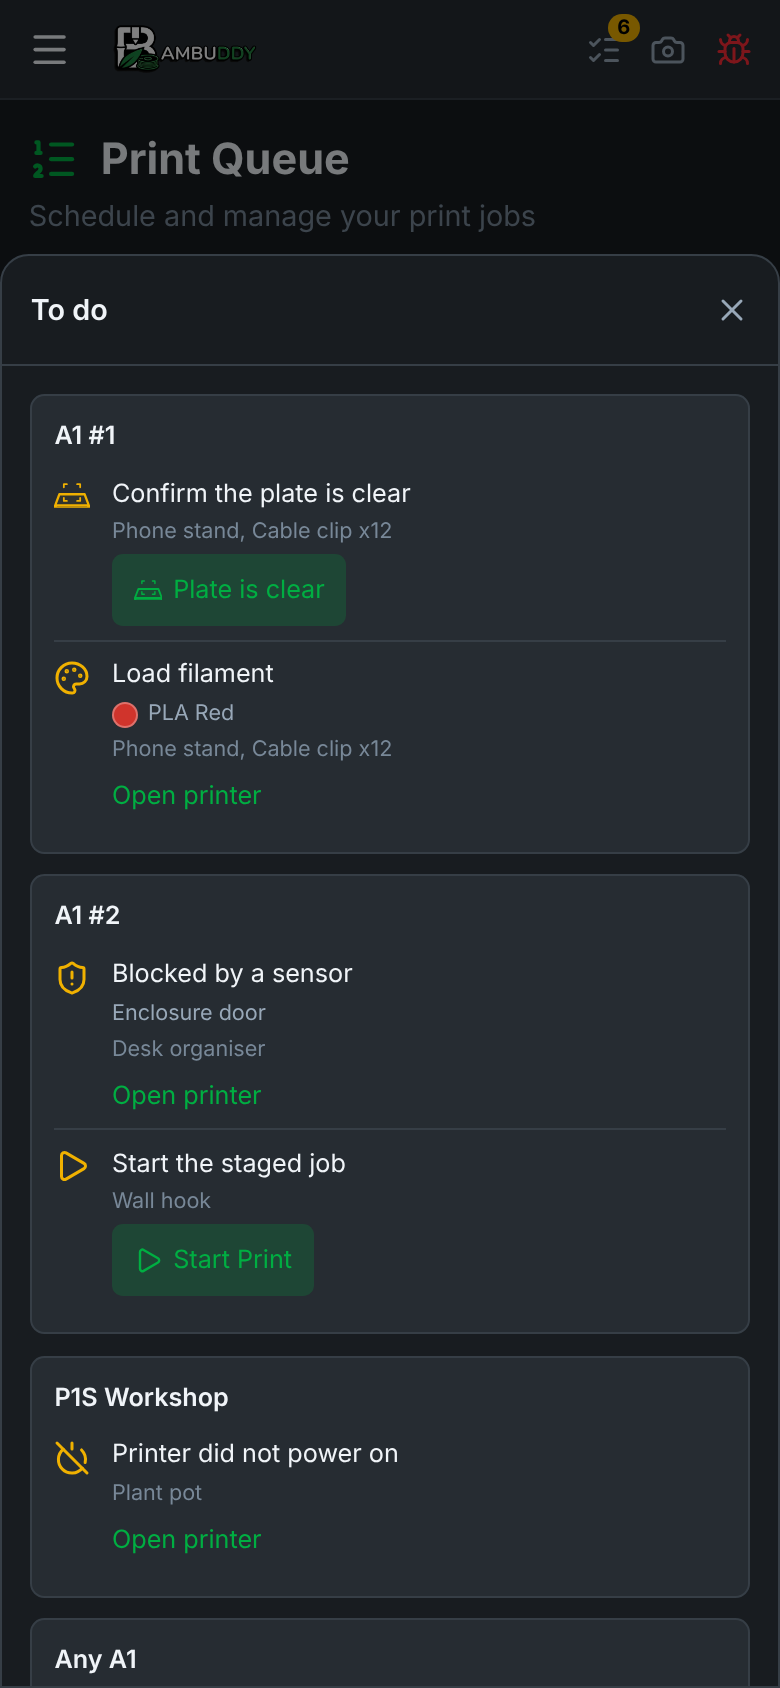 BAMBUDDY
6
1
2
Print Queue
Schedule and manage your print jobs
To do
A1 #1
Confirm the plate is clear
Phone stand, Cable clip x12
Plate is clear
Load filament
PLA Red
Phone stand, Cable clip x12
Open printer
A1 #2
Blocked by a sensor
Enclosure door
Desk organiser
Open printer
Start the staged job
Wall hook
Start Print
P1S Workshop
Printer did not power on
Plant pot
Open printer
Any A1